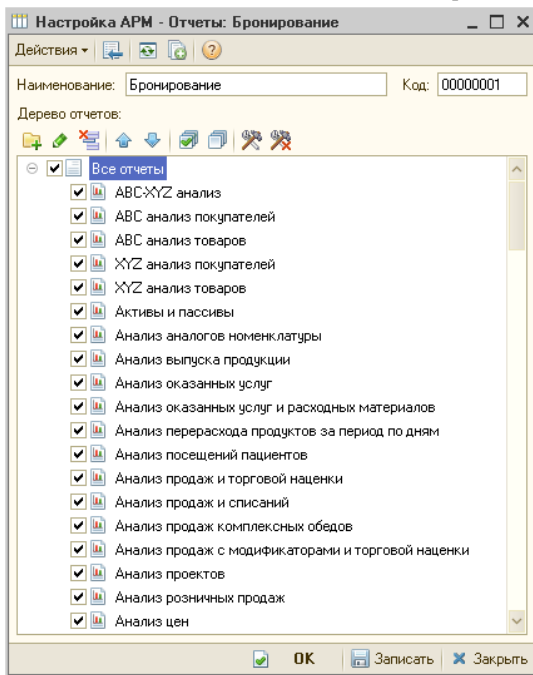 Настройка АРМ - Отчеты: Бронирование
Действия
Наименование: Бронирование Код: 00000001
Дерево отчетов:
Все отчеты
ABC-XYZ анализ
ABC анализ покупателей
ABC анализ товаров
XYZ анализ покупателей
XYZ анализ товаров
Активы и пассивы
Анализ аналогов номенклатуры
Анализ выпуска продукции
Анализ оказанных услуг
Анализ оказанных услуг и расходных материалов
Анализ перерасхода продуктов за период по дням
Анализ посещений пациентов
Анализ продаж и торговой наценки
Анализ продаж и списаний
Анализ продаж комплексных обедов
Анализ продаж с модификаторами и торговой наценки
Анализ проектов
Анализ розничных продаж
Анализ цен
OK Записать Закрыть